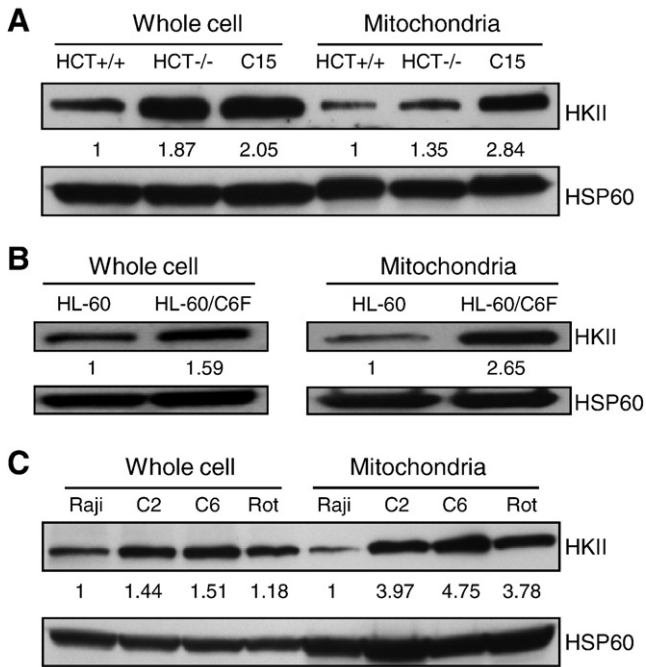 A
Whole cell Mitochondria
HCT+/+ HCT-/- C15 HCT+/+ HCT-/- C15
HKII
1 1.87 2.05 1 1.35 2.84
HSP60
B
Whole cell Mitochondria
HL-60 HL-60/C6F HL-60 HL-60/C6F
HKII
1 1.59 1 2.65
HSP60
C
Whole cell Mitochondria
Raji C2 C6 Rot Raji C2 C6 Rot
HKII
1 1.44 1.51 1.18 1 3.97 4.75 3.78
HSP60